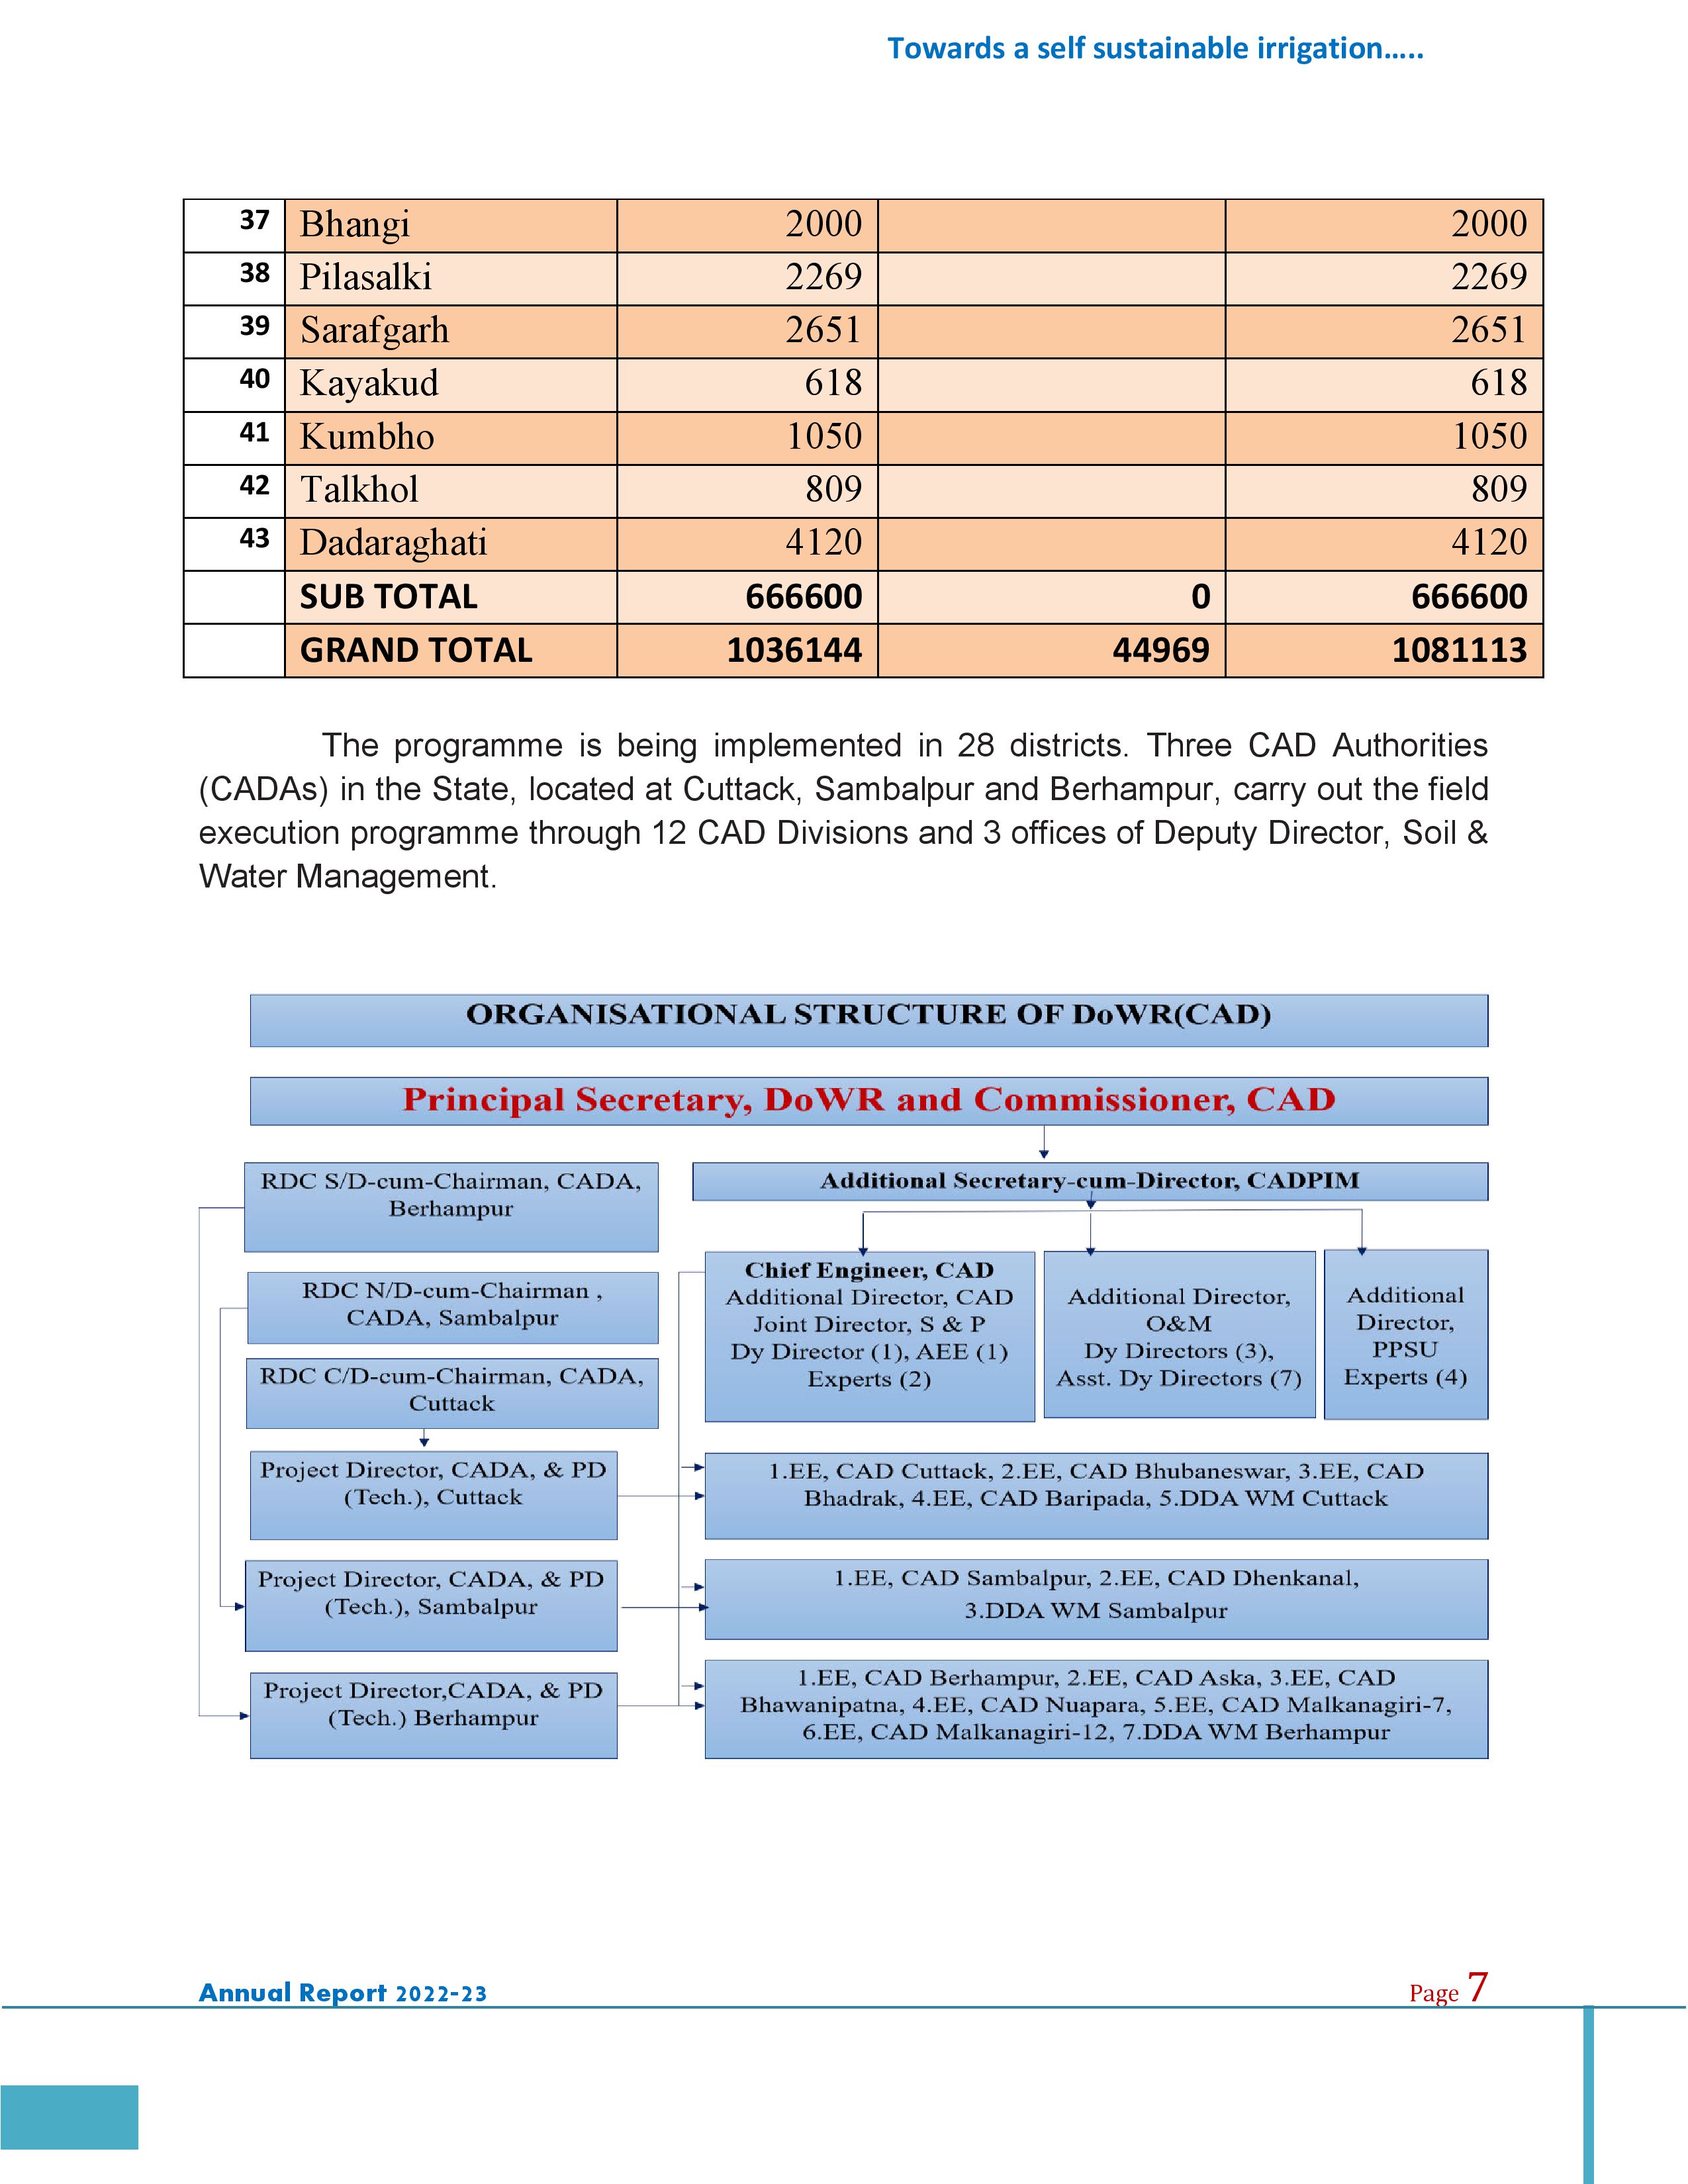 Towards a self sustainable irrigation.....
37 Bhangi 2000 2000
38 Pilasalki 2269 2269
39 Sarafgarh 2651 2651
40 Kayakud 618 618
41 Kumbho 1050 1050
42 Talkhol 809 809
43 Dadaraghati 4120 4120
SUB TOTAL 666600 0 666600
GRAND TOTAL 1036144 44969 1081113
The programme is being implemented in 28 districts. Three CAD Authorities
(CADAs) in the State, located at Cuttack, Sambalpur and Berhampur, carry out the field
execution programme through 12 CAD Divisions and 3 offices of Deputy Director, Soil &
Water Management.
ORGANISATIONAL STRUCTURE OF DoWR(CAD)
Principal Secretary, DoWR and Commissioner, CAD
RDC S/D-cum-Chairman, CADA,
Berhampur
Additional Secretary-cum-Director, CADPIM
RDC N/D-cum-Chairman ,
CADA, Sambalpur
RDC C/D-cum-Chairman, CADA,
Cuttack
Chief Engineer, CAD
Additional Director, CAD
Joint Director, S & P
Dy Director (1), AEE (1)
Experts (2)
Additional Director,
O&M
Dy Directors (3),
Asst. Dy Directors (7)
Additional
Director,
PPSU
Experts (4)
Project Director, CADA, & PD
(Tech.), Cuttack
1.EE, CAD Cuttack, 2.EE, CAD Bhubaneswar, 3.EE, CAD
Bhadrak, 4.EE, CAD Baripada, 5.DDA WM Cuttack
Project Director, CADA, & PD
(Tech.), Sambalpur
1.EE, CAD Sambalpur, 2.EE, CAD Dhenkanal,
3.DDA WM Sambalpur
Project Director,CADA, & PD
(Tech.) Berhampur
1.EE, CAD Berhampur, 2.EE, CAD Aska, 3.EE, CAD
Bhawanipatna, 4.EE, CAD Nuapara, 5.EE, CAD Malkanagiri-7,
6.EE, CAD Malkanagiri-12, 7.DDA WM Berhampur
Annual Report 2022-23
Page 7